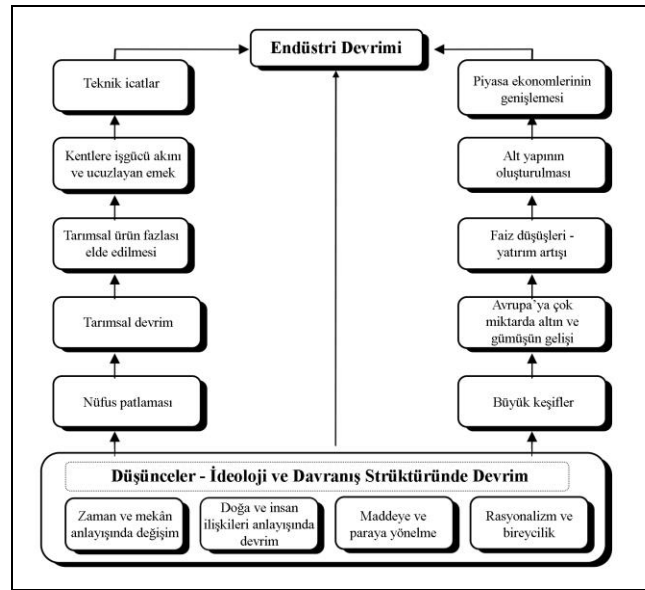 Endüstri Devrimi
Teknik icatlar
Kentlere işgücü akını
ve ucuzlayan emek
Tarımsal ürün fazlası
elde edilmesi
Tarımsal devrim
Nüfus patlaması
Piyasa ekonomlerinin
genişlemesi
Alt yapının
oluşturulması
Faiz düşüşleri -
yatırım artışı
Avrupa'ya çok
miktarda altın ve
gümüşün gelişi
Büyük keşifler
Düşünceler - İdeoloji ve Davranış Strüktüründe Devrim
Zaman ve mekân
anlayışında değişim
Doğa ve insan
ilişkileri anlayışında
devrim
Maddeye ve
paraya yönelme
Rasyonalizm ve
bireycilik